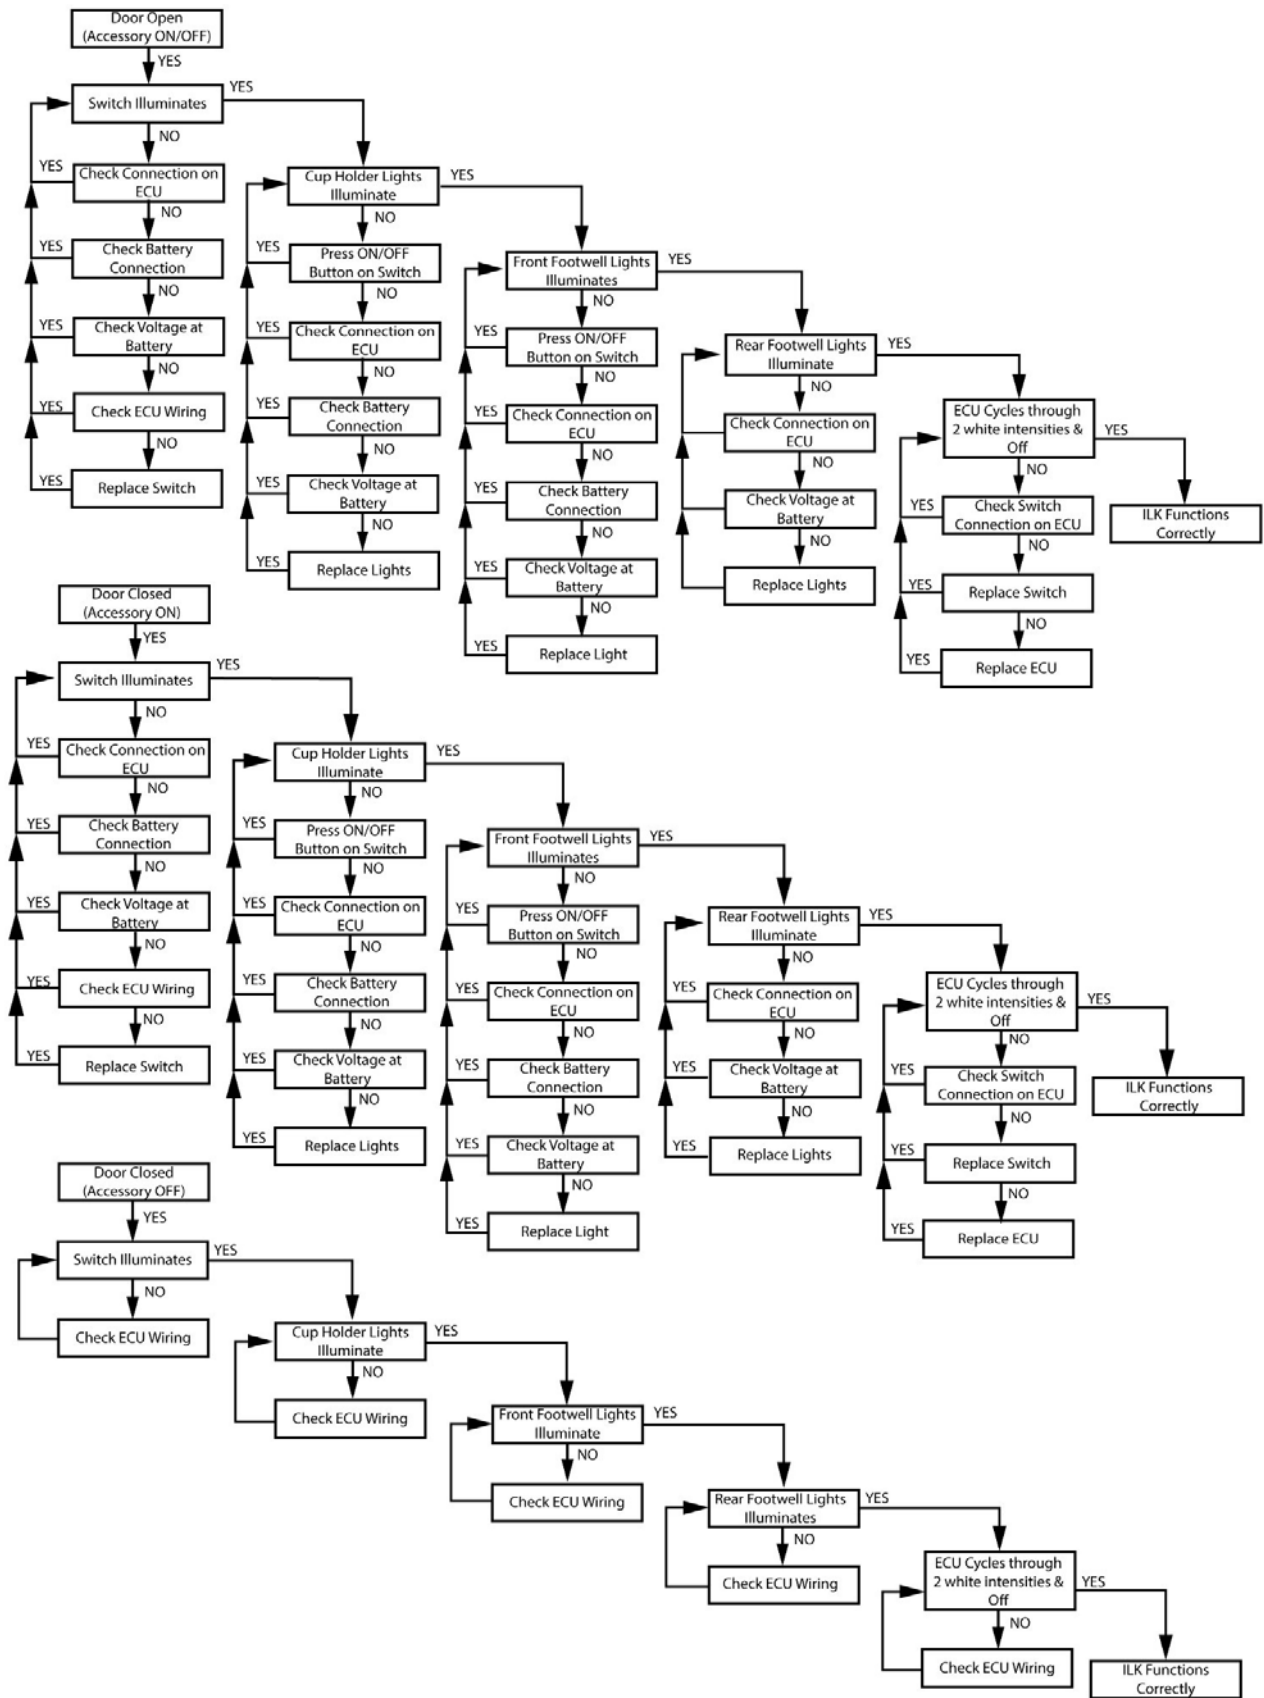 Door Open
(Accessory ON/OFF)
YES
Switch Illuminates
YES
NO
YES
Check Connection on
ECU
NO
YES
Check Battery
Connection
NO
YES
Check Voltage at
Battery
NO
YES
Check ECU Wiring
NO
YES
Replace Switch
Cup Holder Lights
Illuminate
YES
NO
YES
Press ON/OFF
Button on Switch
NO
YES
Check Connection on
ECU
NO
YES
Check Battery
Connection
NO
YES
Check Voltage at
Battery
NO
YES
Replace Lights
Front Footwell Lights
Illuminates
YES
NO
YES
Press ON/OFF
Button on Switch
NO
YES
Check Connection on
ECU
NO
YES
Check Battery
Connection
NO
YES
Check Voltage at
Battery
NO
YES
Replace Light
Rear Footwell Lights
Illuminate
YES
NO
Check Connection on
ECU
NO
Check Voltage at
Battery
NO
Replace Lights
ECU Cycles through
2 white intensities &
Off
YES
NO
YES
Check Switch
Connection on ECU
NO
YES
Replace Switch
NO
YES
Replace ECU
ILK Functions
Correctly
Door Closed
(Accessory ON)
YES
Switch Illuminates
YES
NO
YES
Check Connection on
ECU
NO
YES
Check Battery
Connection
NO
YES
Check Voltage at
Battery
NO
YES
Check ECU Wiring
NO
YES
Replace Switch
Cup Holder Lights
Illuminate
YES
NO
YES
Press ON/OFF
Button on Switch
NO
YES
Check Connection on
ECU
NO
YES
Check Battery
Connection
NO
YES
Check Voltage at
Battery
NO
YES
Replace Lights
Front Footwell Lights
Illuminates
YES
NO
YES
Press ON/OFF
Button on Switch
NO
YES
Check Connection on
ECU
NO
YES
Check Battery
Connection
NO
YES
Check Voltage at
Battery
NO
YES
Replace Light
Rear Footwell Lights
Illuminate
YES
NO
YES
Check Connection on
ECU
NO
YES
Check Voltage at
Battery
NO
YES
Replace Lights
ECU Cycles through
2 white intensities &
Off
YES
NO
YES
Check Switch
Connection on ECU
NO
YES
Replace Switch
NO
YES
Replace ECU
ILK Functions
Correctly
Door Closed
(Accessory OFF)
YES
Switch Illuminates
YES
NO
Check ECU Wiring
Cup Holder Lights
Illuminate
YES
NO
Check ECU Wiring
Front Footwell Lights
Illuminate
YES
NO
Check ECU Wiring
Rear Footwell Lights
Illuminates
YES
NO
Check ECU Wiring
ECU Cycles through
2 white intensities &
Off
YES
NO
Check ECU Wiring
ILK Functions
Correctly